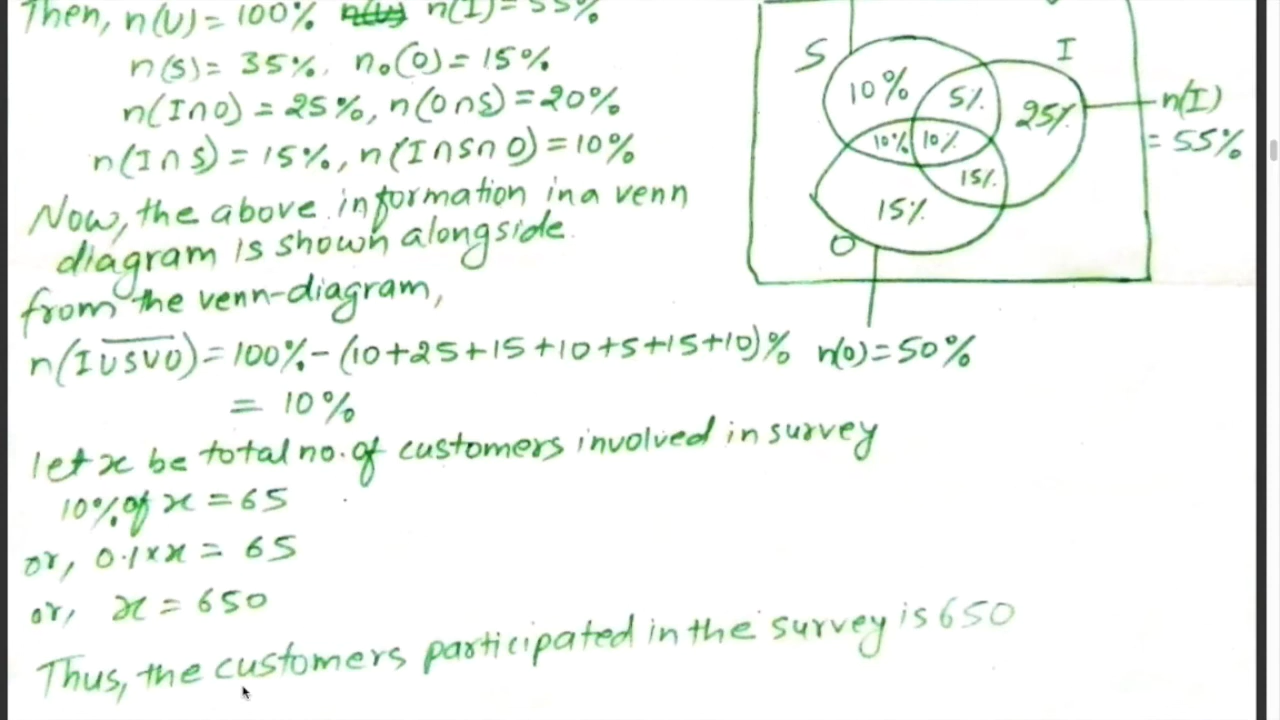 Then, n(U) = 100% n(I) = 55%
n(S) = 35%, n₀(O) = 15%
n(I∩O) = 25%, n(O∩S) = 20%
n(I∩S) = 15%, n(I∩S∩O) = 10%
Now, the above information in a venn
diagram is shown alongside.
from the venn-diagram,
n(I̅U̅S̅U̅O̅) = 100% - (10+25+15+10+5+15+10)%
= 10%
let x be total no. of customers involved in survey
10% of x = 65
or, 0.1 × x = 65
or, x = 650
Thus, the customers participated in the survey is 650
S
I
10%
5%
25%
n(I)
= 55%
10%
10%
15%
15%
O
n(O) = 50%